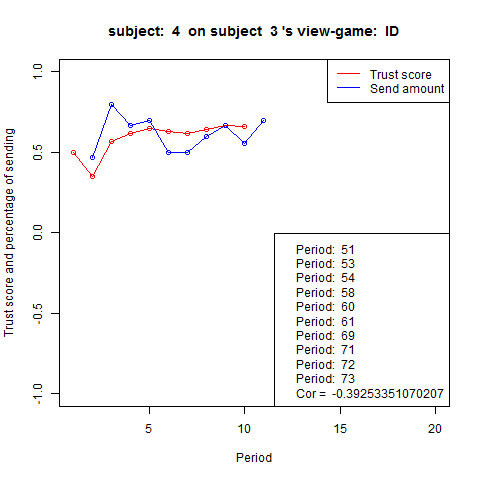 subject: 4 on subject 3 's view-game: ID
Trust score
Send amount
Trust score and percentage of sending
1.0
0.5
0.0
-0.5
-1.0
Period: 51
Period: 53
Period: 54
Period: 58
Period: 60
Period: 61
Period: 69
Period: 71
Period: 72
Period: 73
Cor = -0.39253351070207
5
10
15
20
Period